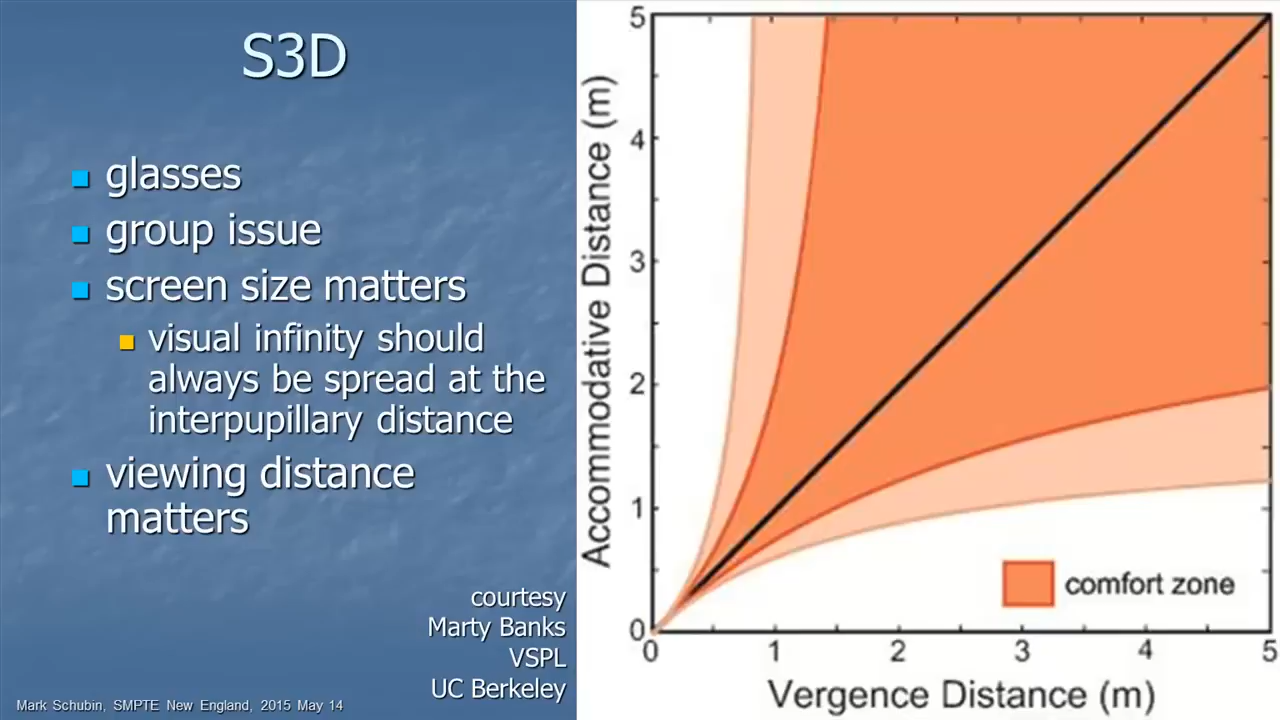 S3D
glasses
group issue
screen size matters
visual infinity should
always be spread at the
interpupillary distance
viewing distance
matters
courtesy
Marty Banks
VSPL
UC Berkeley
Mark Schubin, SMPTE New England, 2015 May 14
Accommodative Distance (m)
5
4
3
2
1
0
comfort zone
0 1 2 3 4 5
Vergence Distance (m)